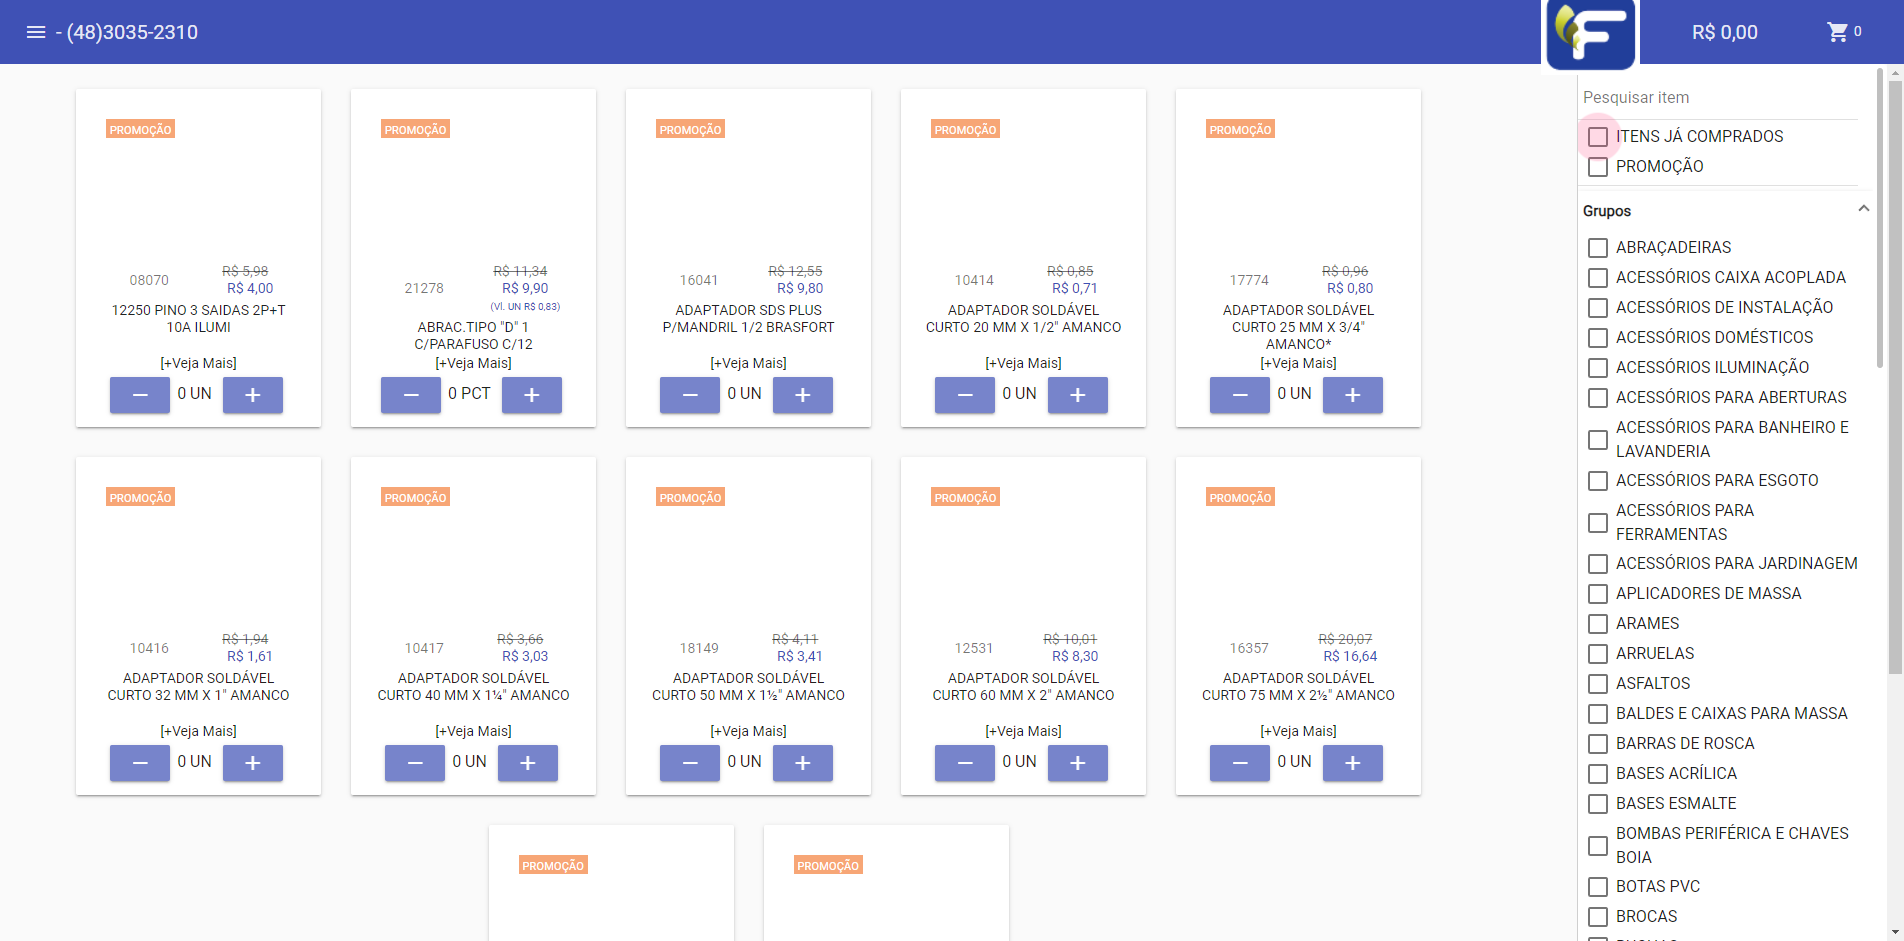 - (48)3035-2310
F
R$ 0,00
0
PROMOÇÃO
08070
R$ 5,98
R$ 4,00
12250 PINO 3 SAIDAS 2P+T
10A ILUMI
[+Veja Mais]
0 UN
PROMOÇÃO
21278
R$ 11,34
R$ 9,90
(Vl. UN R$ 0,83)
ABRAC.TIPO "D" 1
C/PARAFUSO C/12
[+Veja Mais]
0 PCT
PROMOÇÃO
16041
R$ 12,55
R$ 9,80
ADAPTADOR SDS PLUS
P/MANDRIL 1/2 BRASFORT
[+Veja Mais]
0 UN
PROMOÇÃO
10414
R$ 0,85
R$ 0,71
ADAPTADOR SOLDÁVEL
CURTO 20 MM X 1/2" AMANCO
[+Veja Mais]
0 UN
PROMOÇÃO
17774
R$ 0,96
R$ 0,80
ADAPTADOR SOLDÁVEL
CURTO 25 MM X 3/4"
AMANCO*
[+Veja Mais]
0 UN
PROMOÇÃO
10416
R$ 1,94
R$ 1,61
ADAPTADOR SOLDÁVEL
CURTO 32 MM X 1" AMANCO
[+Veja Mais]
0 UN
PROMOÇÃO
10417
R$ 3,66
R$ 3,03
ADAPTADOR SOLDÁVEL
CURTO 40 MM X 1¼" AMANCO
[+Veja Mais]
0 UN
PROMOÇÃO
18149
R$ 4,11
R$ 3,41
ADAPTADOR SOLDÁVEL
CURTO 50 MM X 1½" AMANCO
[+Veja Mais]
0 UN
PROMOÇÃO
12531
R$ 10,01
R$ 8,30
ADAPTADOR SOLDÁVEL
CURTO 60 MM X 2" AMANCO
[+Veja Mais]
0 UN
PROMOÇÃO
16357
R$ 20,07
R$ 16,64
ADAPTADOR SOLDÁVEL
CURTO 75 MM X 2½" AMANCO
[+Veja Mais]
0 UN
PROMOÇÃO
PROMOÇÃO
Pesquisar item
ITENS JÁ COMPRADOS
PROMOÇÃO
Grupos
ABRAÇADEIRAS
ACESSÓRIOS CAIXA ACOPLADA
ACESSÓRIOS DE INSTALAÇÃO
ACESSÓRIOS DOMÉSTICOS
ACESSÓRIOS ILUMINAÇÃO
ACESSÓRIOS PARA ABERTURAS
ACESSÓRIOS PARA BANHEIRO E
LAVANDERIA
ACESSÓRIOS PARA ESGOTO
ACESSÓRIOS PARA
FERRAMENTAS
ACESSÓRIOS PARA JARDINAGEM
APLICADORES DE MASSA
ARAMES
ARRUELAS
ASFALTOS
BALDES E CAIXAS PARA MASSA
BARRAS DE ROSCA
BASES ACRÍLICA
BASES ESMALTE
BOMBAS PERIFÉRICA E CHAVES
BOIA
BOTAS PVC
BROCAS